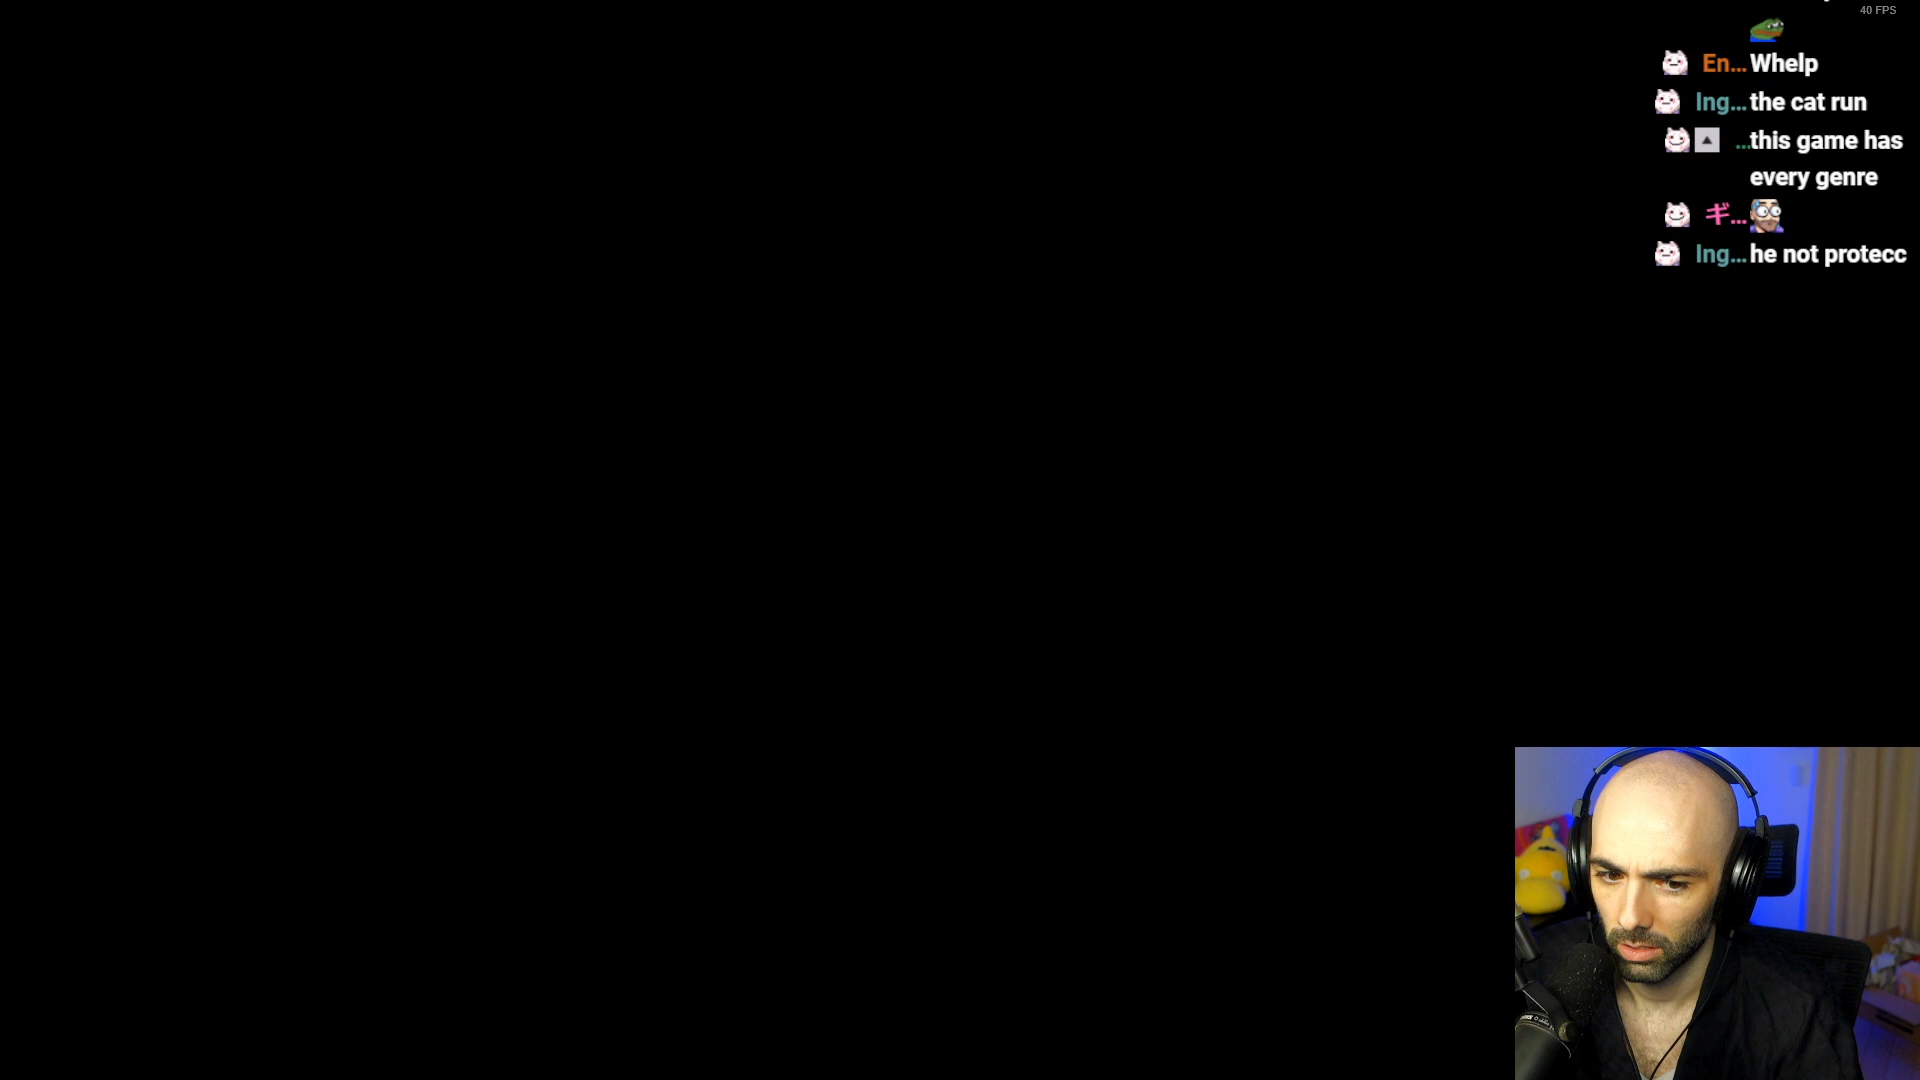 40 FPS
En... Whelp
Ing... the cat run
... this game has
every genre
ギ...
Ing... he not protecc